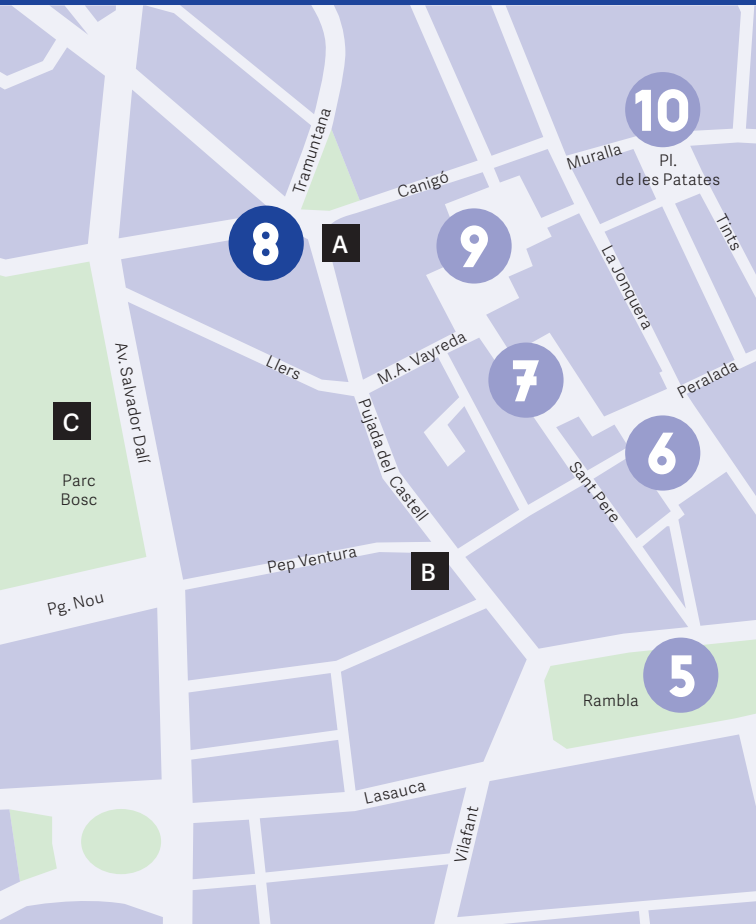 10
Tramuntana
Muralla
Pl.
de les Patates
Canigó
Tints
8
A
9
La Jonquera
Av. Salvador Dalí
Llers
M.A. Vayreda
7
Peralada
C
Pujada del Castell
6
Parc
Bosc
Sant Pere
Pep Ventura
B
Pg. Nou
5
Rambla
Lasauca
Vilafant